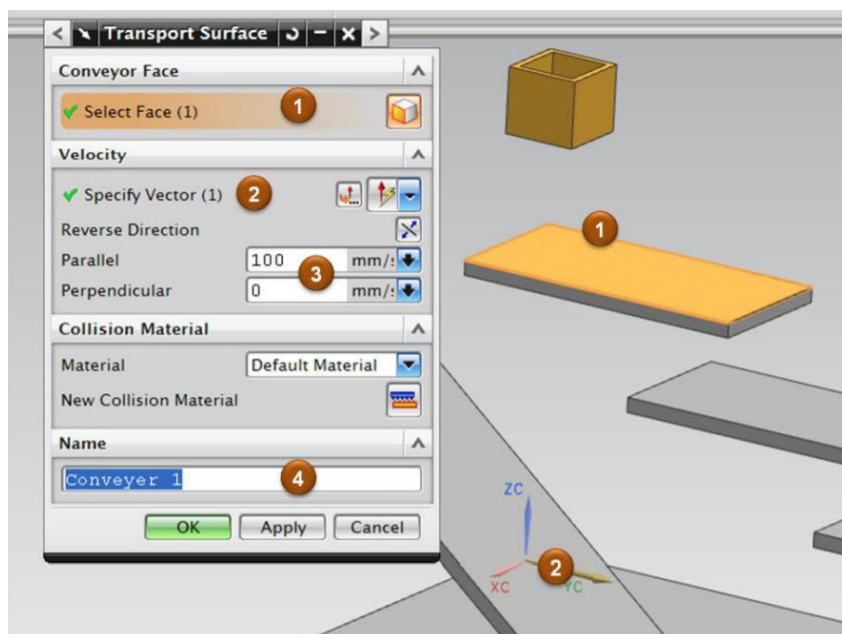 Transport Surface
Conveyor Face
Select Face (1)
1
Velocity
Specify Vector (1)
2
Reverse Direction
Parallel
100
mm/s
3
Perpendicular
0
mm/s
Collision Material
Material
Default Material
New Collision Material
Name
Conveyer 1
4
OK
Apply
Cancel
1
ZC
2
XC
YC